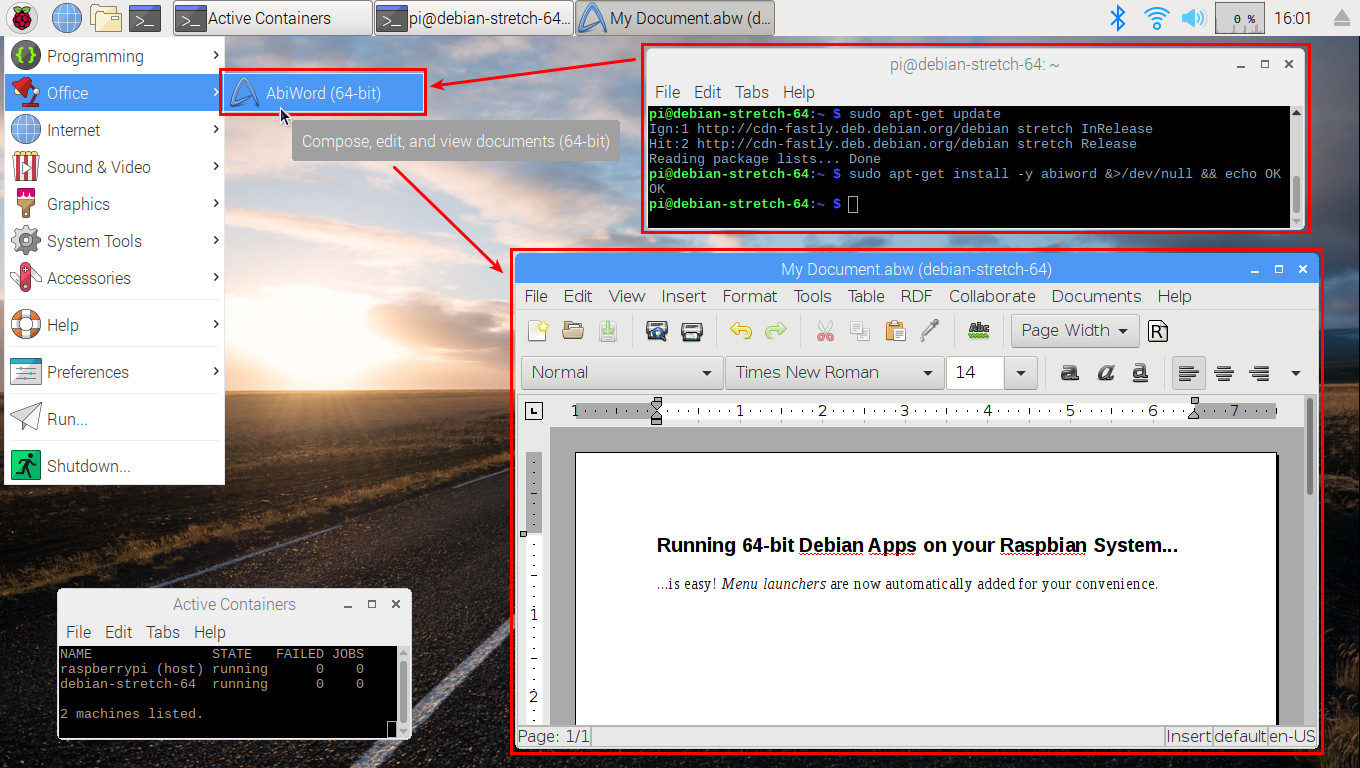 Active Containers
pi@debian-stretch-64...
My Document.abw (d...
0 %
16:01
Programming
Office
Internet
Sound & Video
Graphics
System Tools
Accessories
Help
Preferences
Run...
Shutdown...
AbiWord (64-bit)
Compose, edit, and view documents (64-bit)
pi@debian-stretch-64: ~
File Edit Tabs Help
pi@debian-stretch-64:~ $ sudo apt-get update
Ign:1 http://cdn-fastly.deb.debian.org/debian stretch InRelease
Hit:2 http://cdn-fastly.deb.debian.org/debian stretch Release
Reading package lists... Done
pi@debian-stretch-64:~ $ sudo apt-get install -y abiword &>/dev/null && echo OK
OK
pi@debian-stretch-64:~ $
My Document.abw (debian-stretch-64)
File Edit View Insert Format Tools Table RDF Collaborate Documents Help
Abc Page Width R
Normal Times New Roman 14 a a a
L 1 1 2 3 4 5 6 7
1
2
Running 64-bit Debian Apps on your Raspbian System...
...is easy! Menu launchers are now automatically added for your convenience.
Page: 1/1 Insert default en-US
Active Containers
File Edit Tabs Help
NAME STATE FAILED JOBS
raspberrypi (host) running 0 0
debian-stretch-64 running 0 0
2 machines listed.